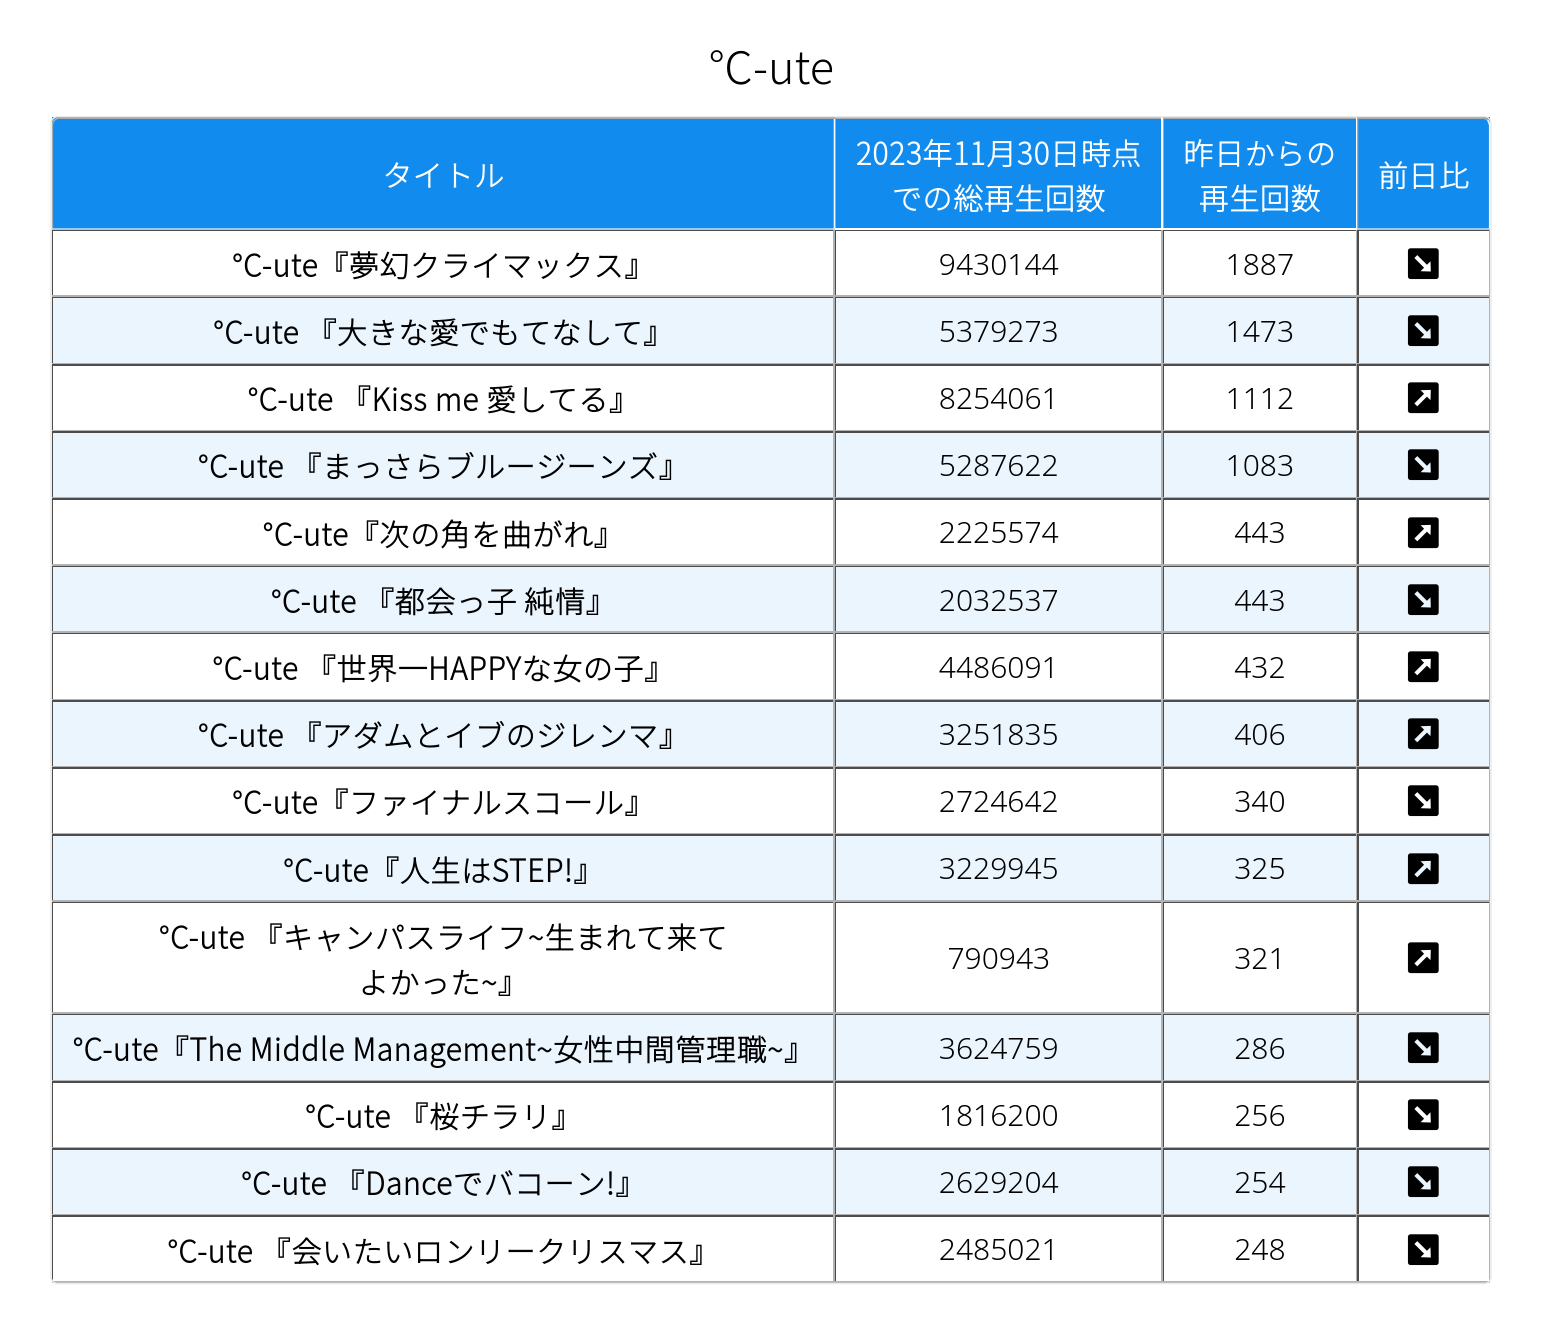 ℃-ute
タイトル
2023年11月30日時点
での総再生回数
昨日からの
再生回数
前日比
℃-ute『夢幻クライマックス』 9430144 1887 ↘
℃-ute 『大きな愛でもてなして』 5379273 1473 ↘
℃-ute 『Kiss me 愛してる』 8254061 1112 ↗
℃-ute 『まっさらブルージーンズ』 5287622 1083 ↘
℃-ute『次の角を曲がれ』 2225574 443 ↗
℃-ute 『都会っ子 純情』 2032537 443 ↘
℃-ute 『世界一HAPPYな女の子』 4486091 432 ↗
℃-ute 『アダムとイブのジレンマ』 3251835 406 ↗
℃-ute『ファイナルスコール』 2724642 340 ↘
℃-ute『人生はSTEP!』 3229945 325 ↗
℃-ute 『キャンパスライフ~生まれて来て
よかった~』 790943 321 ↗
℃-ute『The Middle Management~女性中間管理職~』 3624759 286 ↘
℃-ute 『桜チラリ』 1816200 256 ↘
℃-ute 『Danceでバコーン!』 2629204 254 ↘
℃-ute 『会いたいロンリークリスマス』 2485021 248 ↘